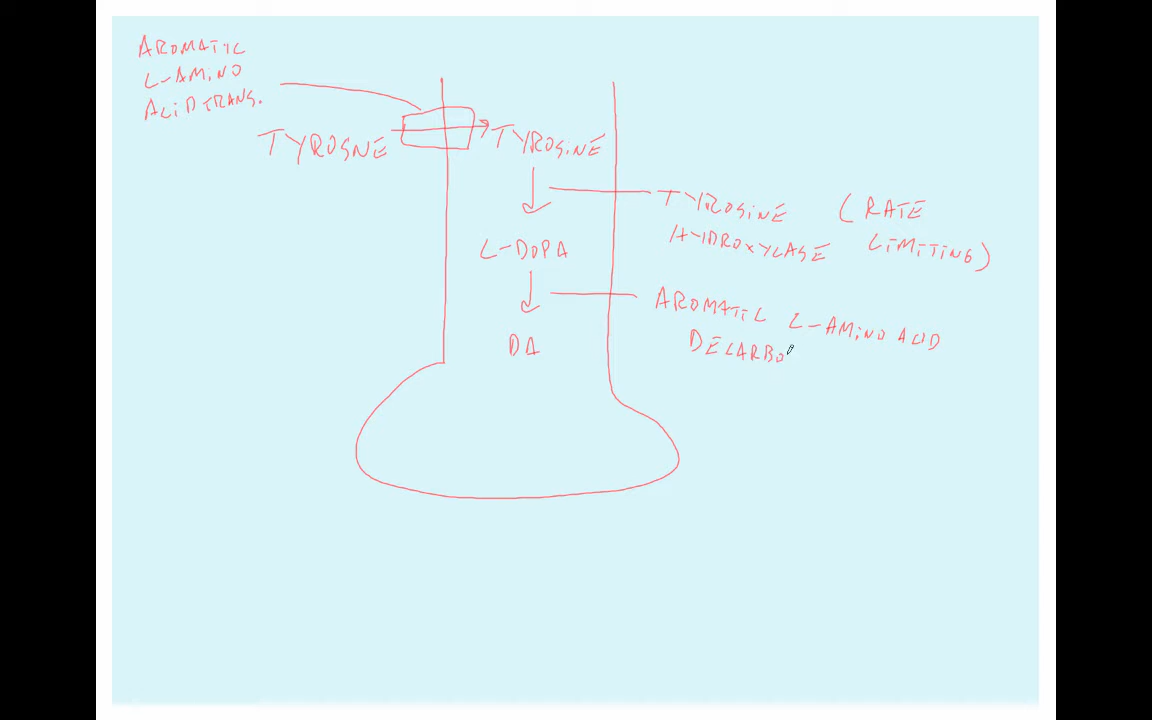 AROMATIC
L-AMINO
ACID TRANS.
TYROSNE
TYROSINE
TYROSINE (RATE
HYDROXYLASE LIMITING)
L-DOPA
AROMATIC L-AMINO ACID
DECARBO
DA